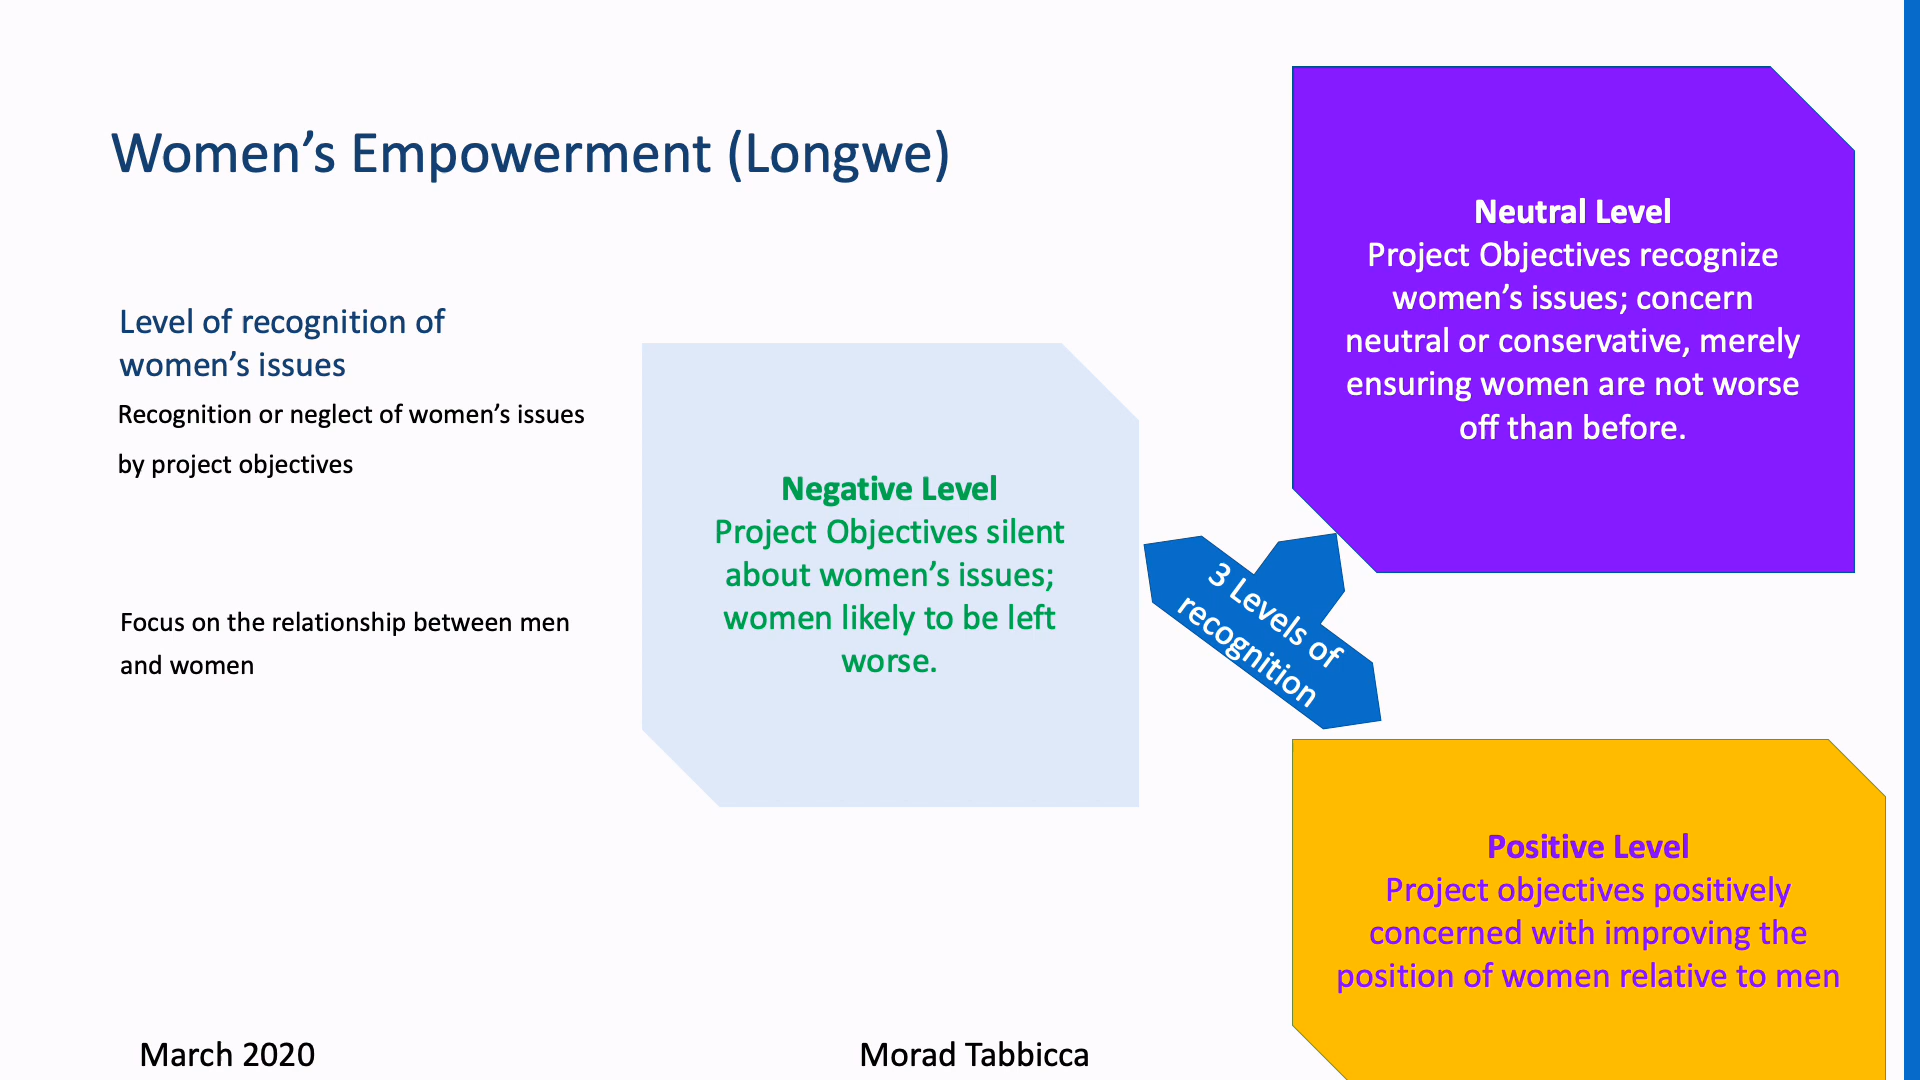 Women’s Empowerment (Longwe)
Level of recognition of
women’s issues
Recognition or neglect of women’s issues
by project objectives
Focus on the relationship between men
and women
Negative Level
Project Objectives silent
about women’s issues;
women likely to be left
worse.
3 Levels of
recognition
Neutral Level
Project Objectives recognize
women’s issues; concern
neutral or conservative, merely
ensuring women are not worse
off than before.
Positive Level
Project objectives positively
concerned with improving the
position of women relative to men
March 2020
Morad Tabbicca